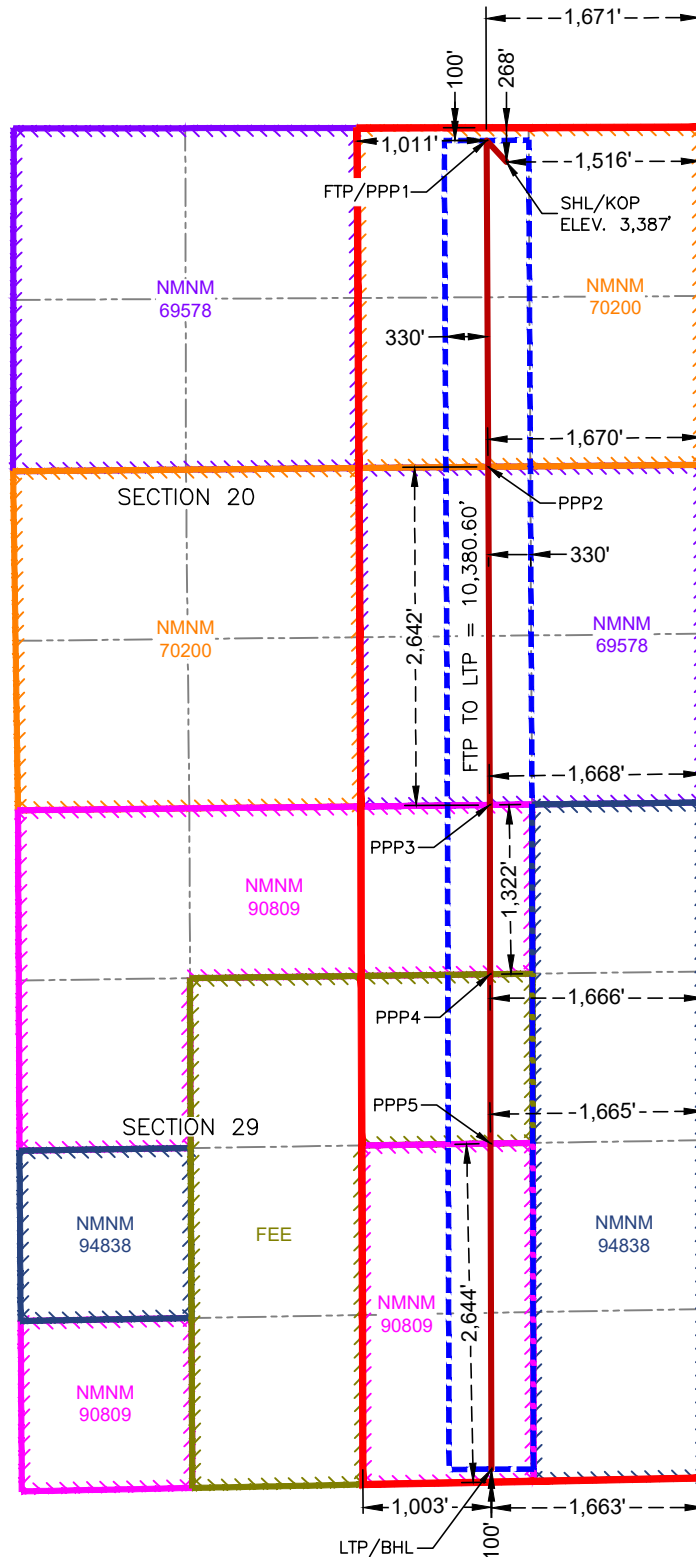 1,671'
100'
268'
1,011'
1,516'
FTP/PPP1
SHL/KOP
ELEV. 3,387'
NMNM
69578
NMNM
70200
330'
1,670'
SECTION 20
PPP2
330'
FTP TO LTP = 10,380.60'
2,642'
NMNM
70200
NMNM
69578
1,668'
PPP3
1,322'
NMNM
90809
PPP4
1,666'
PPP5
1,665'
SECTION 29
NMNM
94838
FEE
NMNM
94838
NMNM
90809
2,644'
NMNM
90809
1,003'
1,663'
100'
LTP/BHL